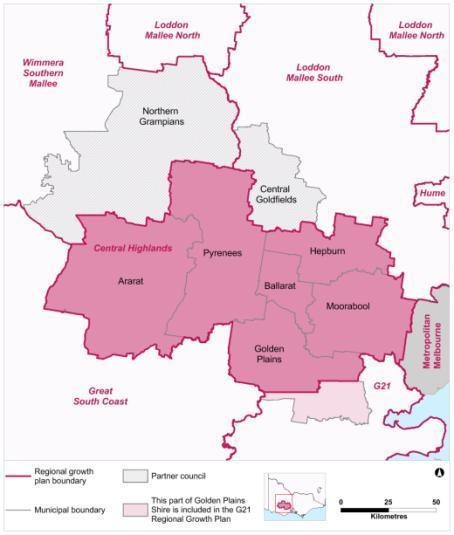 Loddon
Mallee North
Loddon
Mallee North
Wimmera
Southern
Mallee
Loddon
Mallee South
Northern
Grampians
Central
Goldfields
Hume
Central Highlands
Pyrenees
Hepburn
Ararat
Ballarat
Moorabool
Metropolitan
Melbourne
Golden
Plains
G21
Great
South Coast
Regional growth
plan boundary
Municipal boundary
Partner council
This part of Golden Plains
Shire is included in the G21
Regional Growth Plan
0 25 50
Kilometres